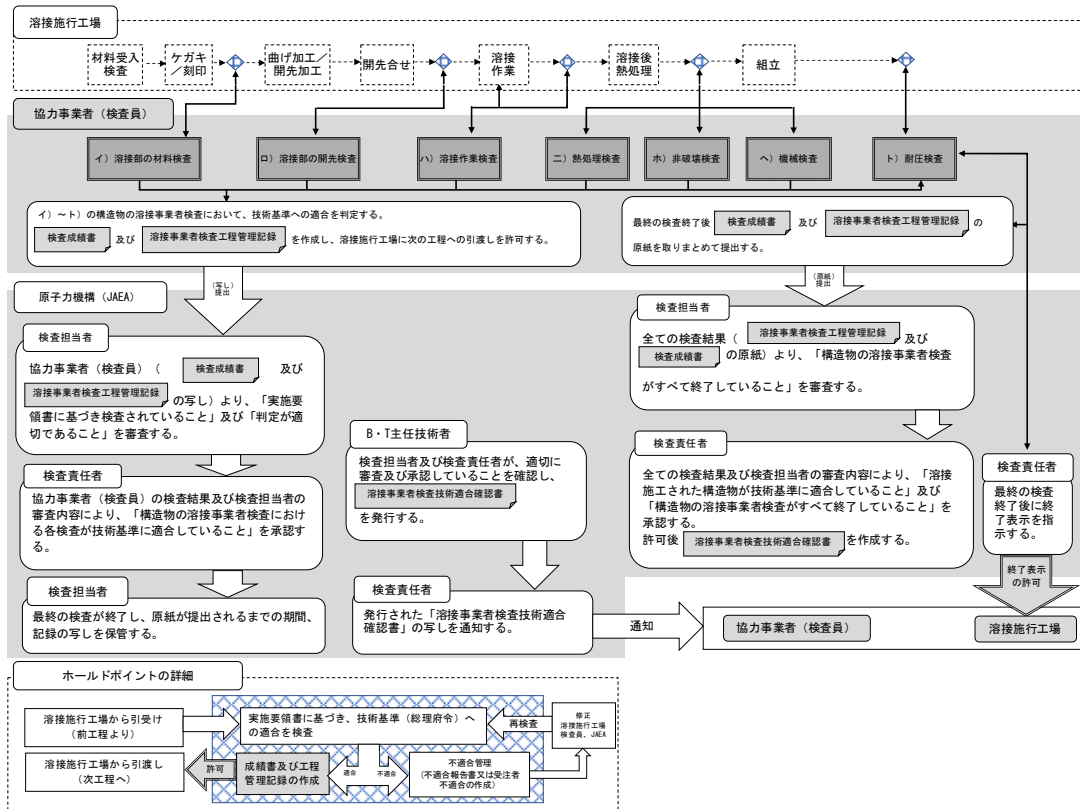 溶接施行工場
材料受入
検査
ケガキ
／刻印
曲げ加工／
開先加工
開先合せ
溶接
作業
溶接後
熱処理
組立
協力事業者（検査員）
イ）溶接部の材料検査
ロ）溶接部の開先検査
ハ）溶接作業検査
ニ）熱処理検査
ホ）非破壊検査
ヘ）機械検査
ト）耐圧検査
イ）～ト）の構造物の溶接事業者検査において、技術基準への適合を判定する。
検査成績書 及び 溶接事業者検査工程管理記録 を作成し、溶接施行工場に次の工程への引渡しを許可する。
最終の検査終了後 検査成績書 及び 溶接事業者検査工程管理記録 の
原紙を取りまとめて提出する。
（写し）
提出
（原紙）
提出
原子力機構（JAEA）
検査担当者
協力事業者（検査員）（ 検査成績書 及び
溶接事業者検査工程管理記録 の写し）より、「実施要
領書に基づき検査されていること」及び「判定が適
切であること」を審査する。
検査責任者
協力事業者（検査員）の検査結果及び検査担当者の
審査内容により、「構造物の溶接事業者検査におけ
る各検査が技術基準に適合していること」を承認す
る。
検査担当者
最終の検査が終了し、原紙が提出されるまでの期間、
記録の写しを保管する。
B・T主任技術者
検査担当者及び検査責任者が、適切に
審査及び承認していることを確認し、
溶接事業者検査技術適合確認書
を発行する。
検査責任者
発行された「溶接事業者検査技術適合
確認書」の写しを通知する。
検査担当者
全ての検査結果（ 溶接事業者検査工程管理記録 及び
検査成績書 の原紙）より、「構造物の溶接事業者検査
がすべて終了していること」を審査する。
検査責任者
全ての検査結果及び検査担当者の審査内容により、「溶接
施工された構造物が技術基準に適合していること」及び
「構造物の溶接事業者検査がすべて終了していること」を
承認する。
許可後 溶接事業者検査技術適合確認書 を作成する。
検査責任者
最終の検査
終了後に終
了表示を指
示する。
終了表示
の許可
通知
協力事業者（検査員）
溶接施行工場
ホールドポイントの詳細
溶接施行工場から引受け
（前工程より）
溶接施行工場から引渡し
（次工程へ）
実施要領書に基づき、技術基準（総理府令）へ
の適合を検査
再検査
修正
溶接施行工場
検査員、JAEA
許可
成績書及び工程
管理記録の作成
適合
不適合
不適合管理
（不適合報告書又は受注者
不適合の作成）